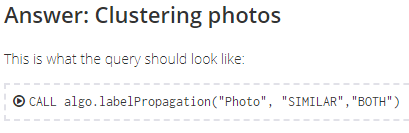 Answer: Clustering photos
This is what the query should look like:
CALL algo.labelPropagation("Photo", "SIMILAR","BOTH")